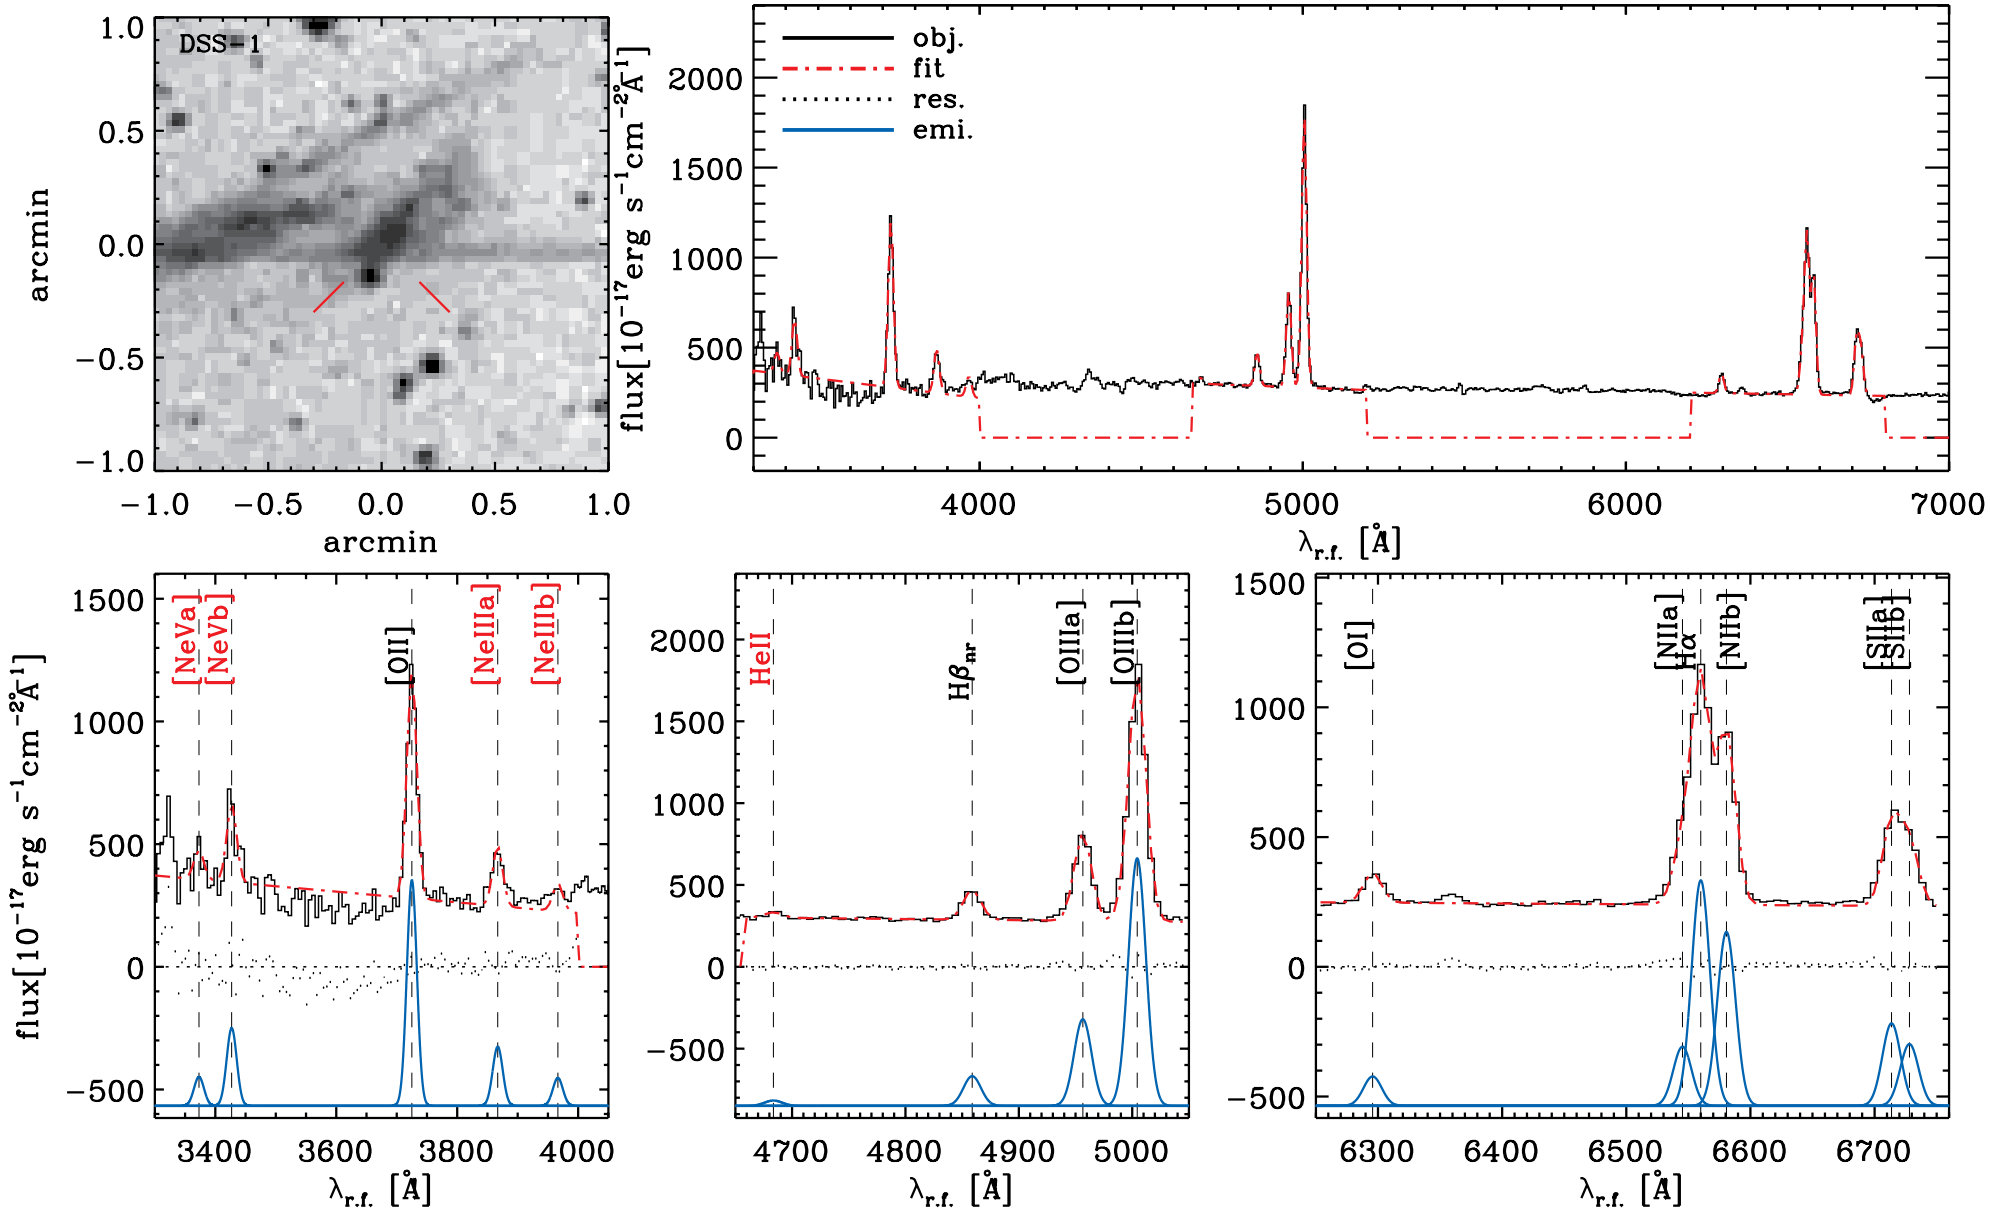 DSS-1
1.0
0.5
0.0
−0.5
−1.0
−1.0 −0.5 0.0 0.5 1.0
arcmin
arcmin
obj.
fit
res.
emi.
2000
1500
1000
500
0
flux[10−17erg s−1cm−2Å−1]
4000 5000 6000 7000
λr.f. [Å]
[NeVa]
[NeVb]
[OII]
[NeIIIa]
[NeIIIb]
1500
1000
500
0
−500
flux[10−17erg s−1cm−2Å−1]
3400 3600 3800 4000
λr.f. [Å]
HeII
Hβnr
[OIIIa]
[OIIIb]
2000
1500
1000
500
0
−500
4700 4800 4900 5000
λr.f. [Å]
[OI]
[NIIa]
Hα
[NIIb]
[SIIa]
[SIIb]
1500
1000
500
0
−500
6300 6400 6500 6600 6700
λr.f. [Å]